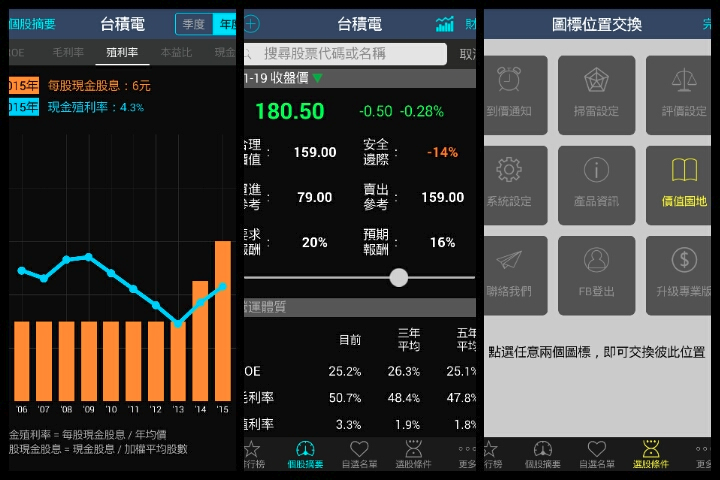 個股摘要 台積電 季度 年度
ROE 毛利率 殖利率 本益比 現金
2015年 每股現金股息：6元
2015年 現金殖利率：4.3%
'06 '07 '08 '09 '10 '11 '12 '13 '14 '15
金殖利率 = 每股現金股息 / 年均價
股現金股息 = 現金股息 / 加權平均股數
個股摘要
台積電 財
搜尋股票代碼或名稱 取消
1-19 收盤價
180.50 -0.50 -0.28%
合理價值： 159.00 安全邊際： -14%
買進參考： 79.00 賣出參考： 159.00
要求報酬： 20% 預期報酬： 16%
營運體質
目前 三年平均 五年平均
ROE 25.2% 26.3% 25.1%
毛利率 50.7% 48.4% 47.8%
殖利率 3.3% 1.9% 1.8%
排行榜 個股摘要 自選名單 選股條件 更多
圖標位置交換 完
到價通知 掃雷設定 評價設定
系統設定 產品資訊 價值園地
聯絡我們 FB登出 升級專業版
點選任意兩個圖標，即可交換彼此位置
行榜 個股摘要 自選名單 選股條件 更多